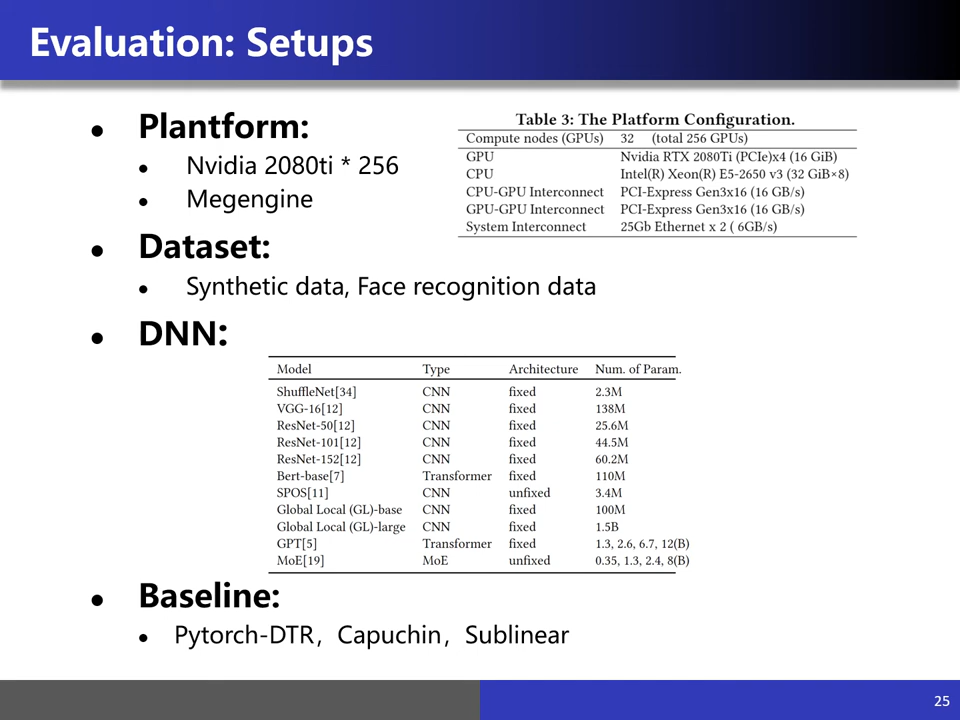 Evaluation: Setups
● Plantform:
● Nvidia 2080ti * 256
● Megengine
Table 3: The Platform Configuration.
Compute nodes (GPUs) 32 (total 256 GPUs)
GPU Nvidia RTX 2080Ti (PCIe)x4 (16 GiB)
CPU Intel(R) Xeon(R) E5-2650 v3 (32 GiB×8)
CPU-GPU Interconnect PCI-Express Gen3x16 (16 GB/s)
GPU-GPU Interconnect PCI-Express Gen3x16 (16 GB/s)
System Interconnect 25Gb Ethernet x 2 ( 6GB/s)
● Dataset:
● Synthetic data, Face recognition data
● DNN:
Model Type Architecture Num. of Param.
ShuffleNet[34] CNN fixed 2.3M
VGG-16[12] CNN fixed 138M
ResNet-50[12] CNN fixed 25.6M
ResNet-101[12] CNN fixed 44.5M
ResNet-152[12] CNN fixed 60.2M
Bert-base[7] Transformer fixed 110M
SPOS[11] CNN unfixed 3.4M
Global Local (GL)-base CNN fixed 100M
Global Local (GL)-large CNN fixed 1.5B
GPT[5] Transformer fixed 1.3, 2.6, 6.7, 12(B)
MoE[19] MoE unfixed 0.35, 1.3, 2.4, 8(B)
● Baseline:
● Pytorch-DTR，Capuchin，Sublinear
25